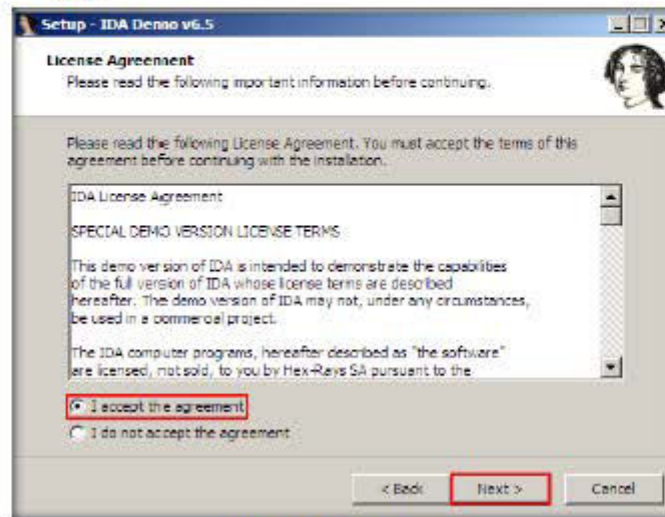 Setup - IDA Demo v6.5
License Agreement
Please read the following important information before continuing.
Please read the following License Agreement. You must accept the terms of this
agreement before continuing with the installation.
IDA License Agreement
SPECIAL DEMO VERSION LICENSE TERMS
This demo version of IDA is intended to demonstrate the capabilities
of the full version of IDA whose license terms are described
hereafter. The demo version of IDA may not, under any circumstances,
be used in a commercial project.
The IDA computer programs, hereafter described as "the software"
are licensed, not sold, to you by Hex-Rays SA pursuant to the
I accept the agreement
I do not accept the agreement
< Back Next > Cancel